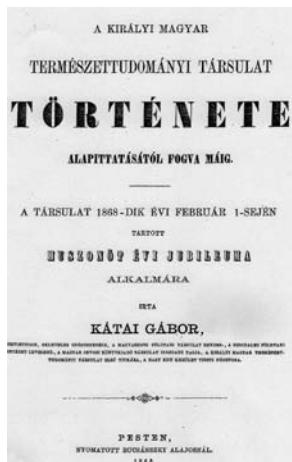 A KIRÁLYI MAGYAR
TERMÉSZETTUDOMÁNYI TÁRSULAT
TÖRTÉNETE
ALAPITTATÁSÁTÓL FOGVA MÁIG.
A TÁRSULAT 1868-DIK ÉVI FEBRUÁR 1-SEJÉN
TARTOTT
HUSZONÖT ÉVI JUBILEUMA
ALKALMÁRA
IRTA
KÁTAI GÁBOR,
PESTEN,
NYOMATOTT BUCSÁNSZKY ALAJOSNÁL.
1868